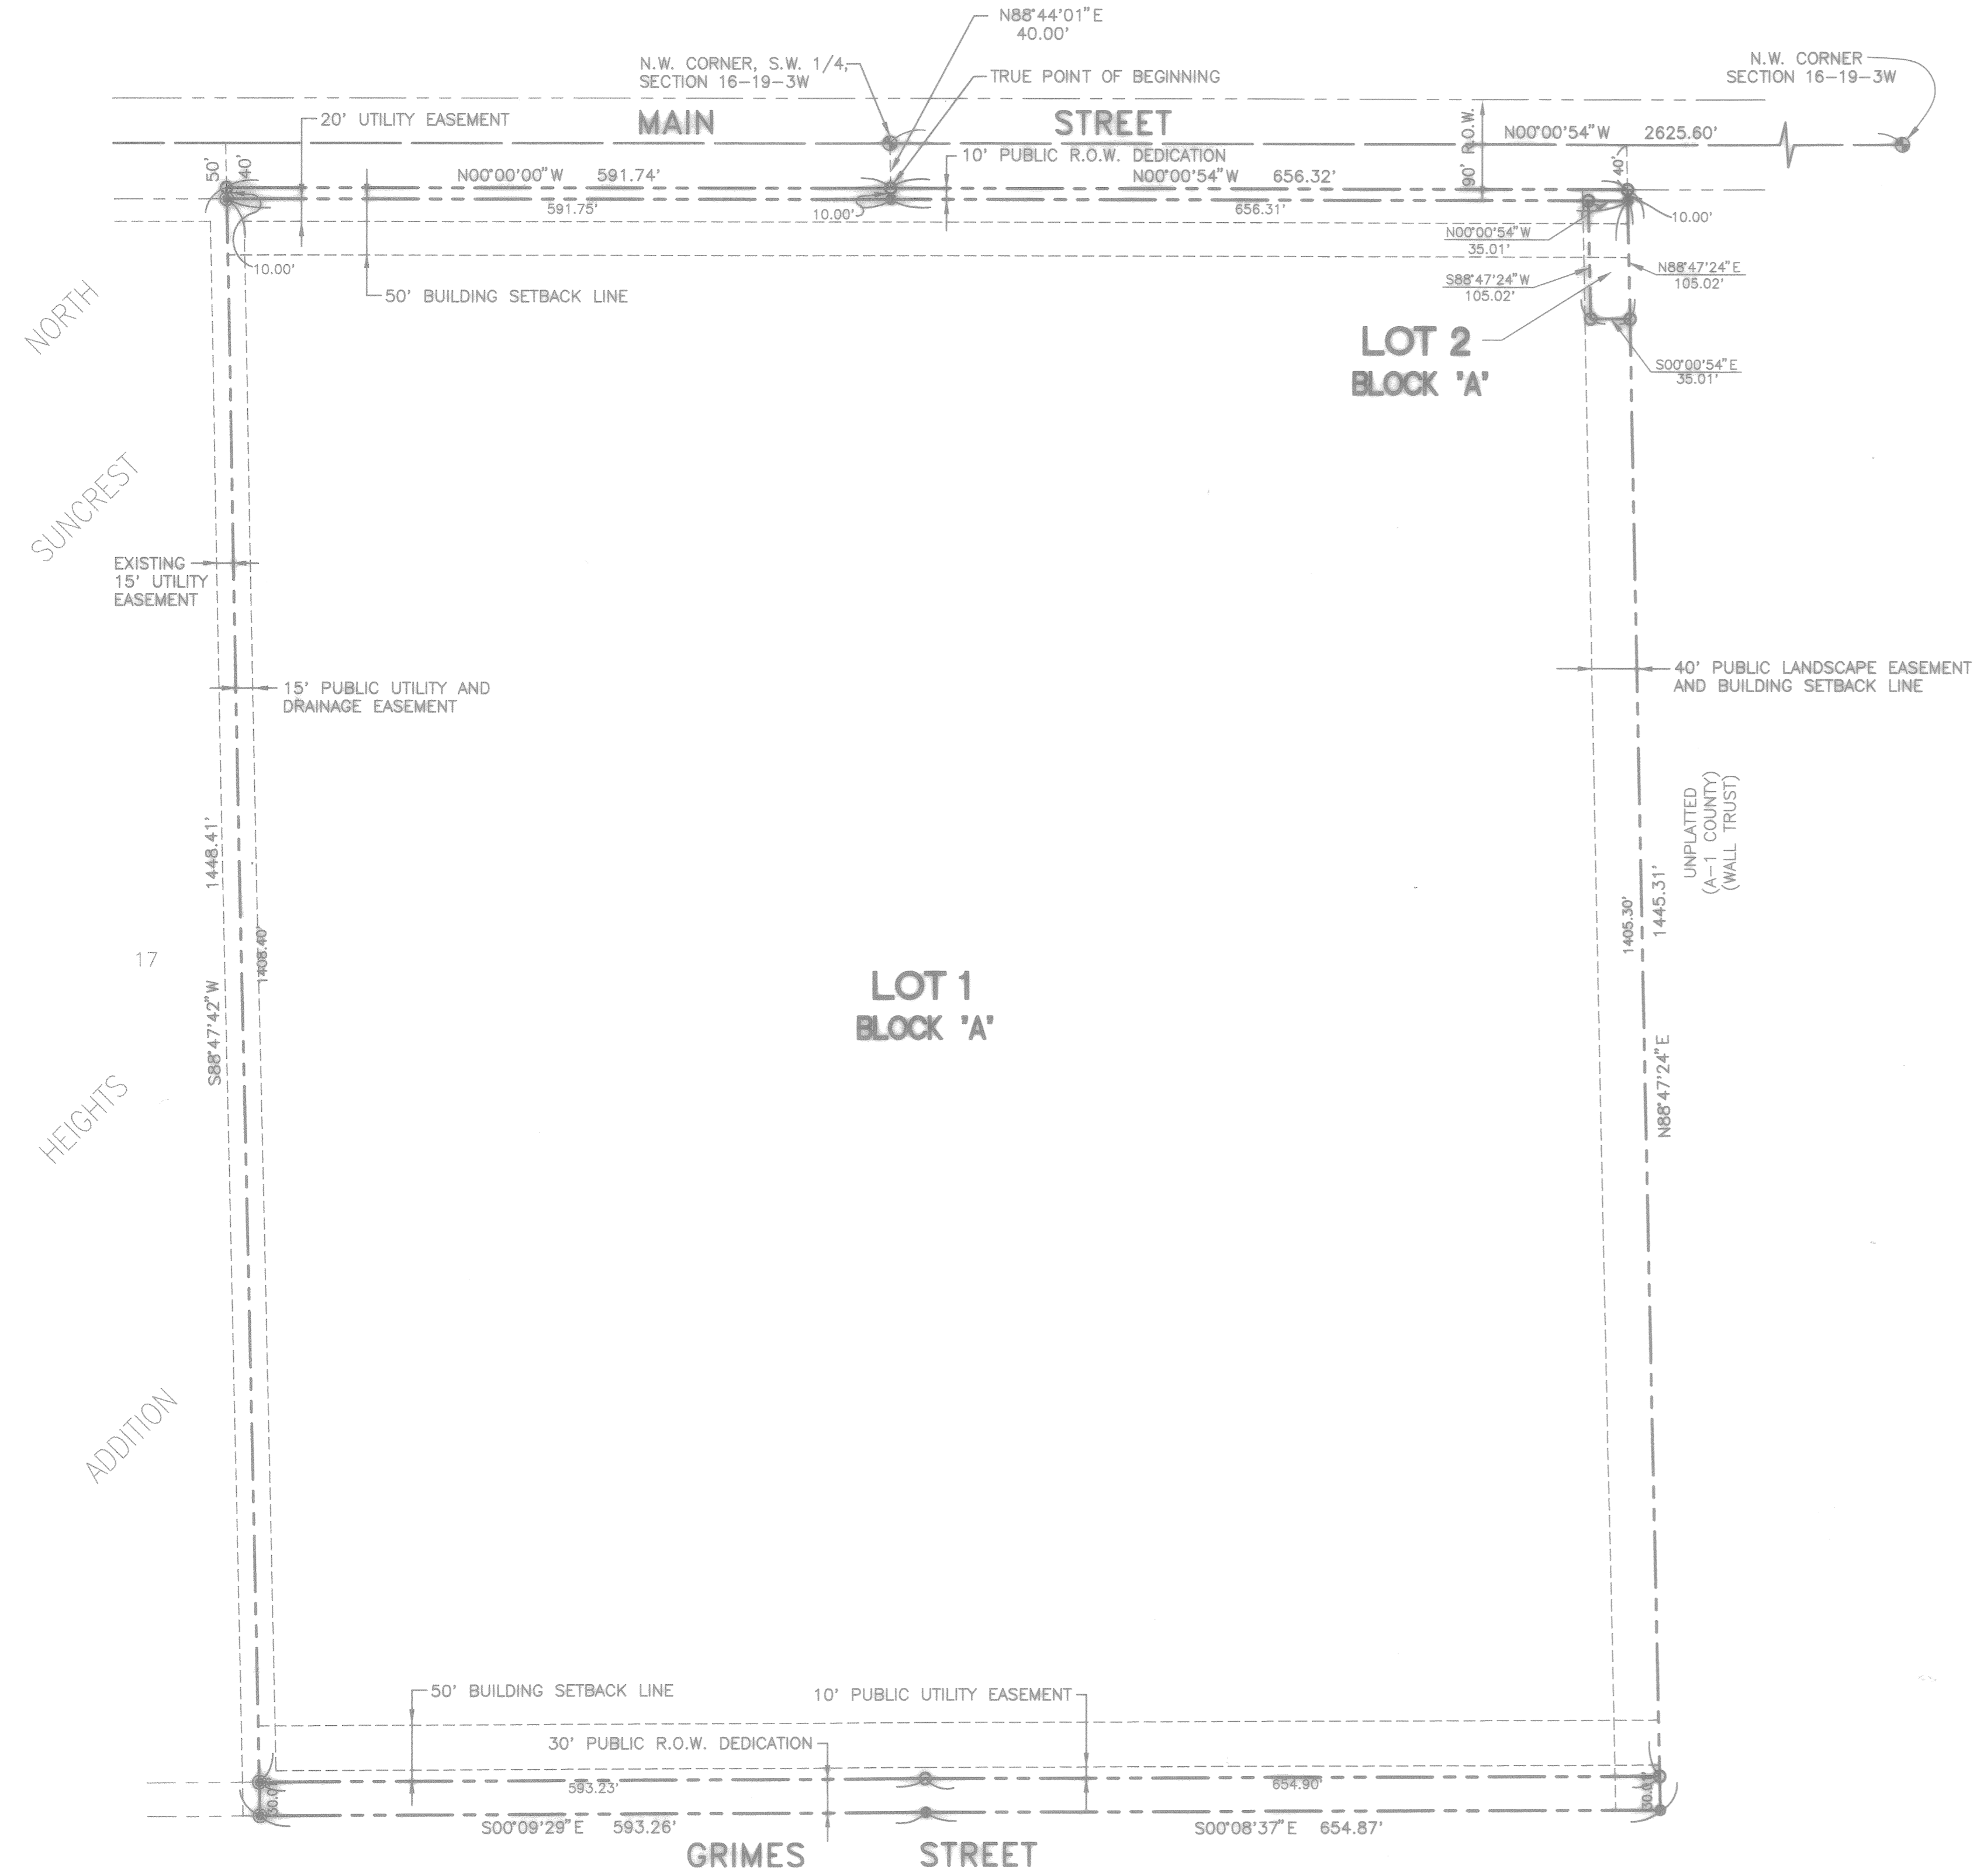 N88°44'01"E
40.00'
N.W. CORNER, S.W. 1/4,
SECTION 16-19-3W
TRUE POINT OF BEGINNING
N.W. CORNER
SECTION 16-19-3W
20' UTILITY EASEMENT
MAIN STREET
90' R.O.W.
N00°00'54"W 2625.60'
10' PUBLIC R.O.W. DEDICATION
50'
40'
N00°00'00"W 591.74'
N00°00'54"W 656.32'
40'
591.75'
10.00'
656.31'
10.00'
N00°00'54"W
35.01'
10.00'
50' BUILDING SETBACK LINE
S88°47'24"W
105.02'
N88°47'24"E
105.02'
LOT 2
BLOCK "A"
S00°00'54"E
35.01'
NORTH
SUNCREST
EXISTING
15' UTILITY
EASEMENT
15' PUBLIC UTILITY AND
DRAINAGE EASEMENT
40' PUBLIC LANDSCAPE EASEMENT
AND BUILDING SETBACK LINE
UNPLATTED
(A-1 COUNTY)
(WALL TRUST)
1448.41'
1408.40'
S88°47'42"W
17
LOT 1
BLOCK "A"
1405.30'
1445.31'
N88°47'24"E
HEIGHTS
ADDITION
50' BUILDING SETBACK LINE
10' PUBLIC UTILITY EASEMENT
30' PUBLIC R.O.W. DEDICATION
593.23'
654.90'
30.01'
S00°09'29"E 593.26'
S00°08'37"E 654.87'
GRIMES STREET